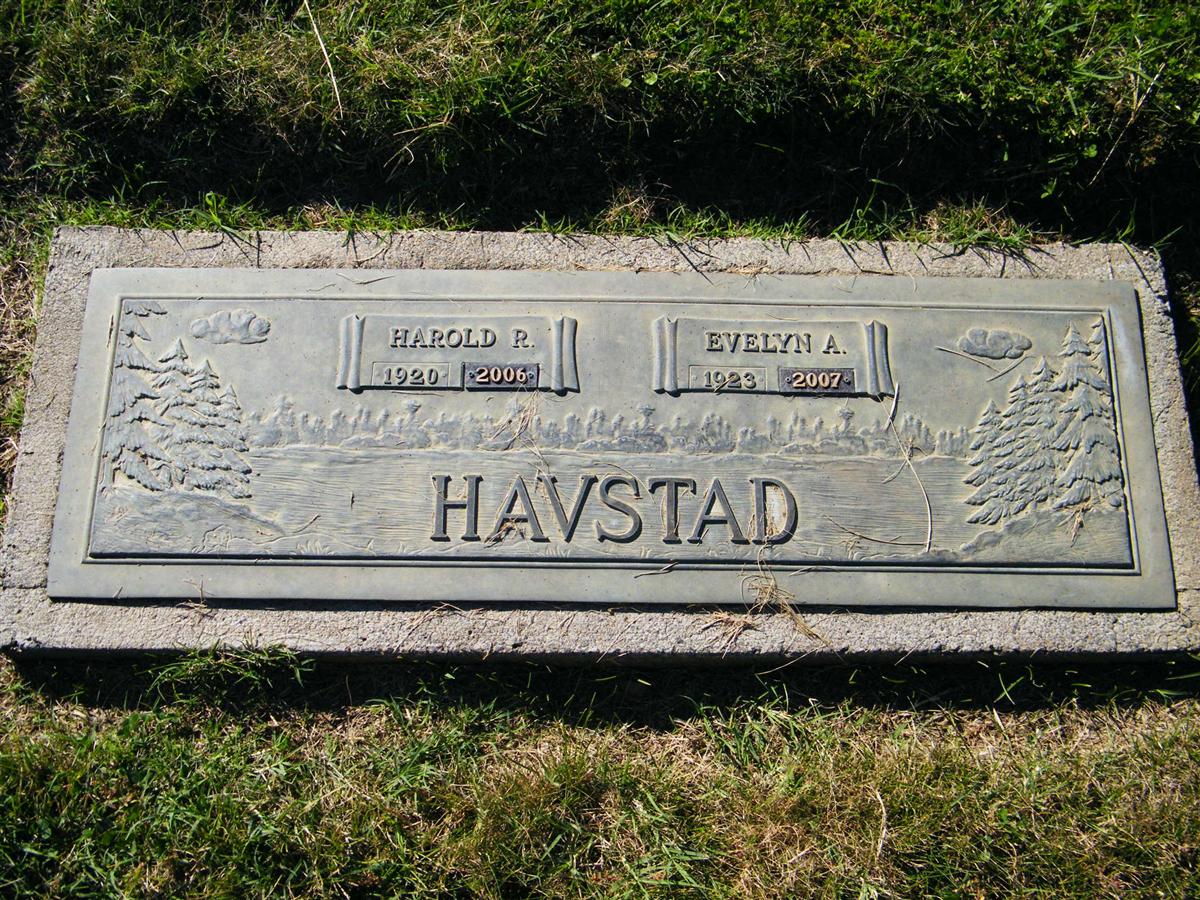 HAROLD R.
1920 ·2006·
EVELYN A.
1923 ·2007·
HAVSTAD